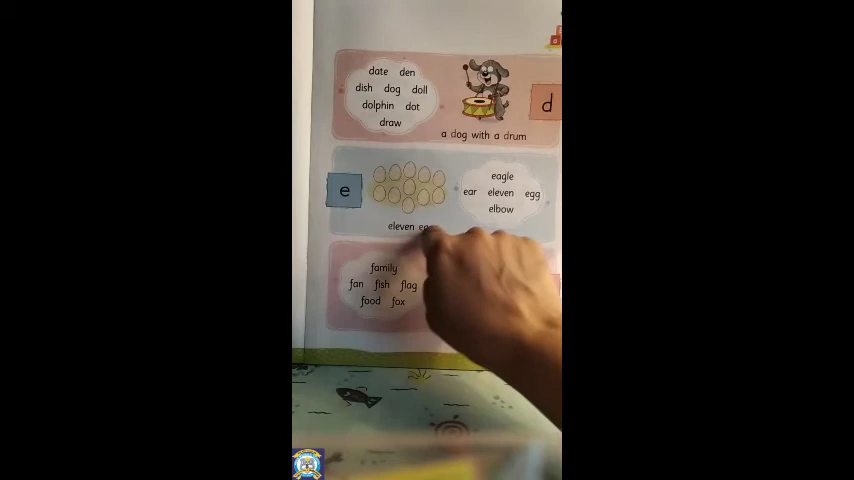 date den
dish dog doll
dolphin dot
draw
d
a dog with a drum
e
eagle
ear eleven egg
elbow
eleven
family
fan fish flag
food fox